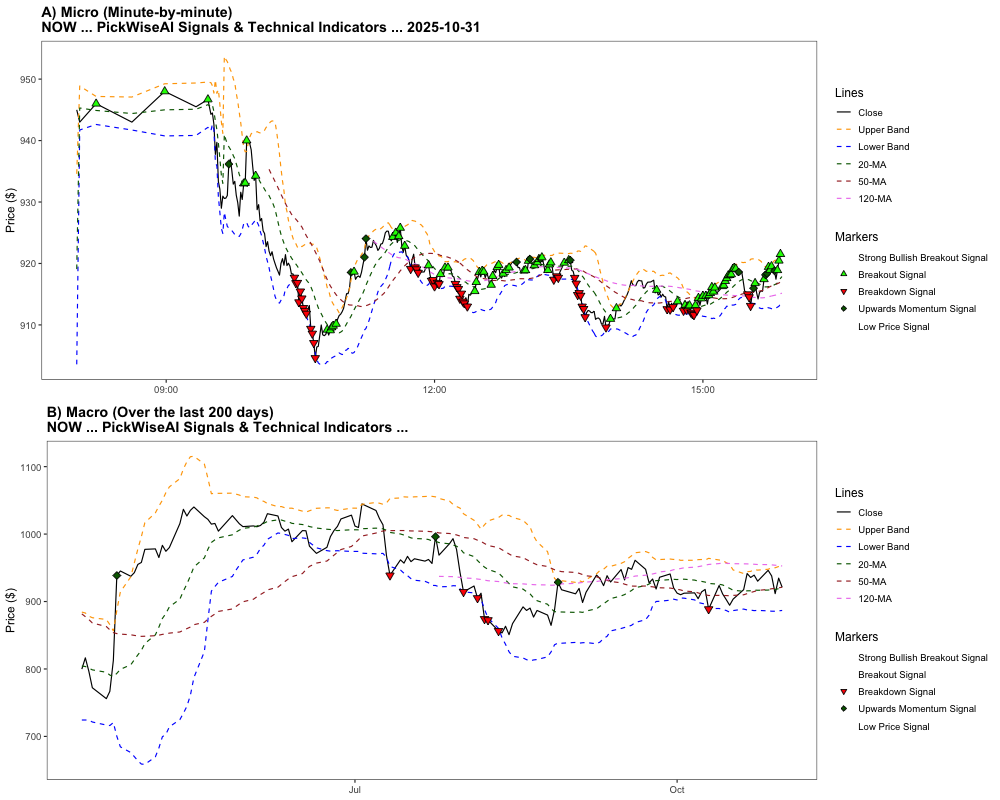 A) Micro (Minute-by-minute)
NOW ... PickWiseAI Signals & Technical Indicators ... 2025-10-31
Price ($)
950
940
930
920
910
09:00
12:00
15:00
Lines
Close
Upper Band
Lower Band
20-MA
50-MA
120-MA
Markers
Strong Bullish Breakout Signal
Breakout Signal
Breakdown Signal
Upwards Momentum Signal
Low Price Signal
B) Macro (Over the last 200 days)
NOW ... PickWiseAI Signals & Technical Indicators ...
Price ($)
1100
1000
900
800
700
Jul
Oct
Lines
Close
Upper Band
Lower Band
20-MA
50-MA
120-MA
Markers
Strong Bullish Breakout Signal
Breakout Signal
Breakdown Signal
Upwards Momentum Signal
Low Price Signal